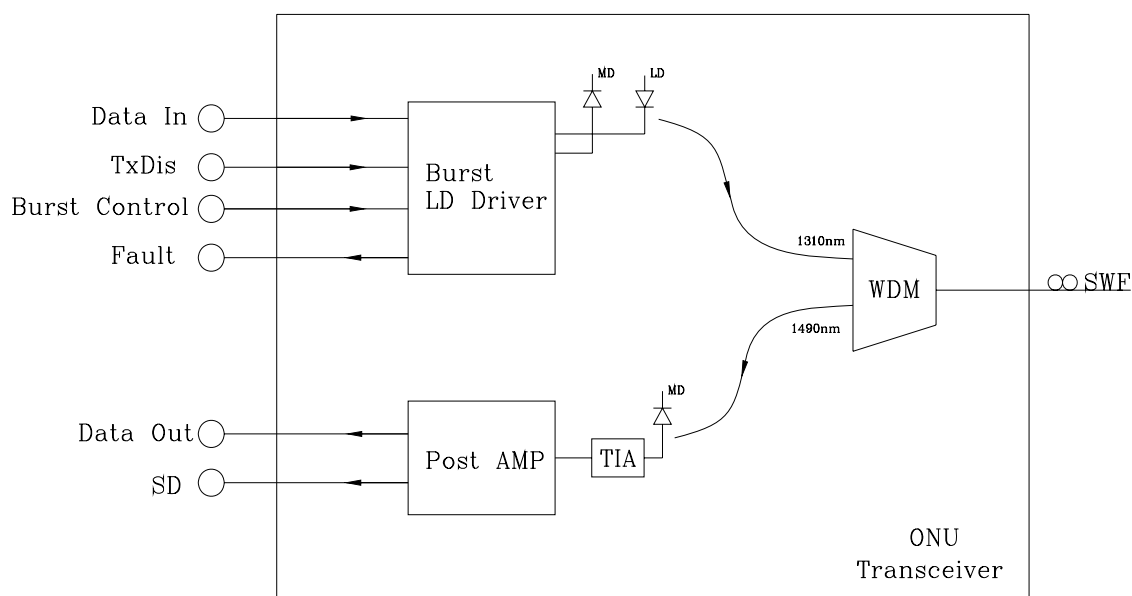 MD
LD
Data In
TxDis
Burst Control
Fault
Burst
LD Driver
1310nm
WDM
SWF
1490nm
MD
Data Out
SD
Post AMP
TIA
ONU
Transceiver